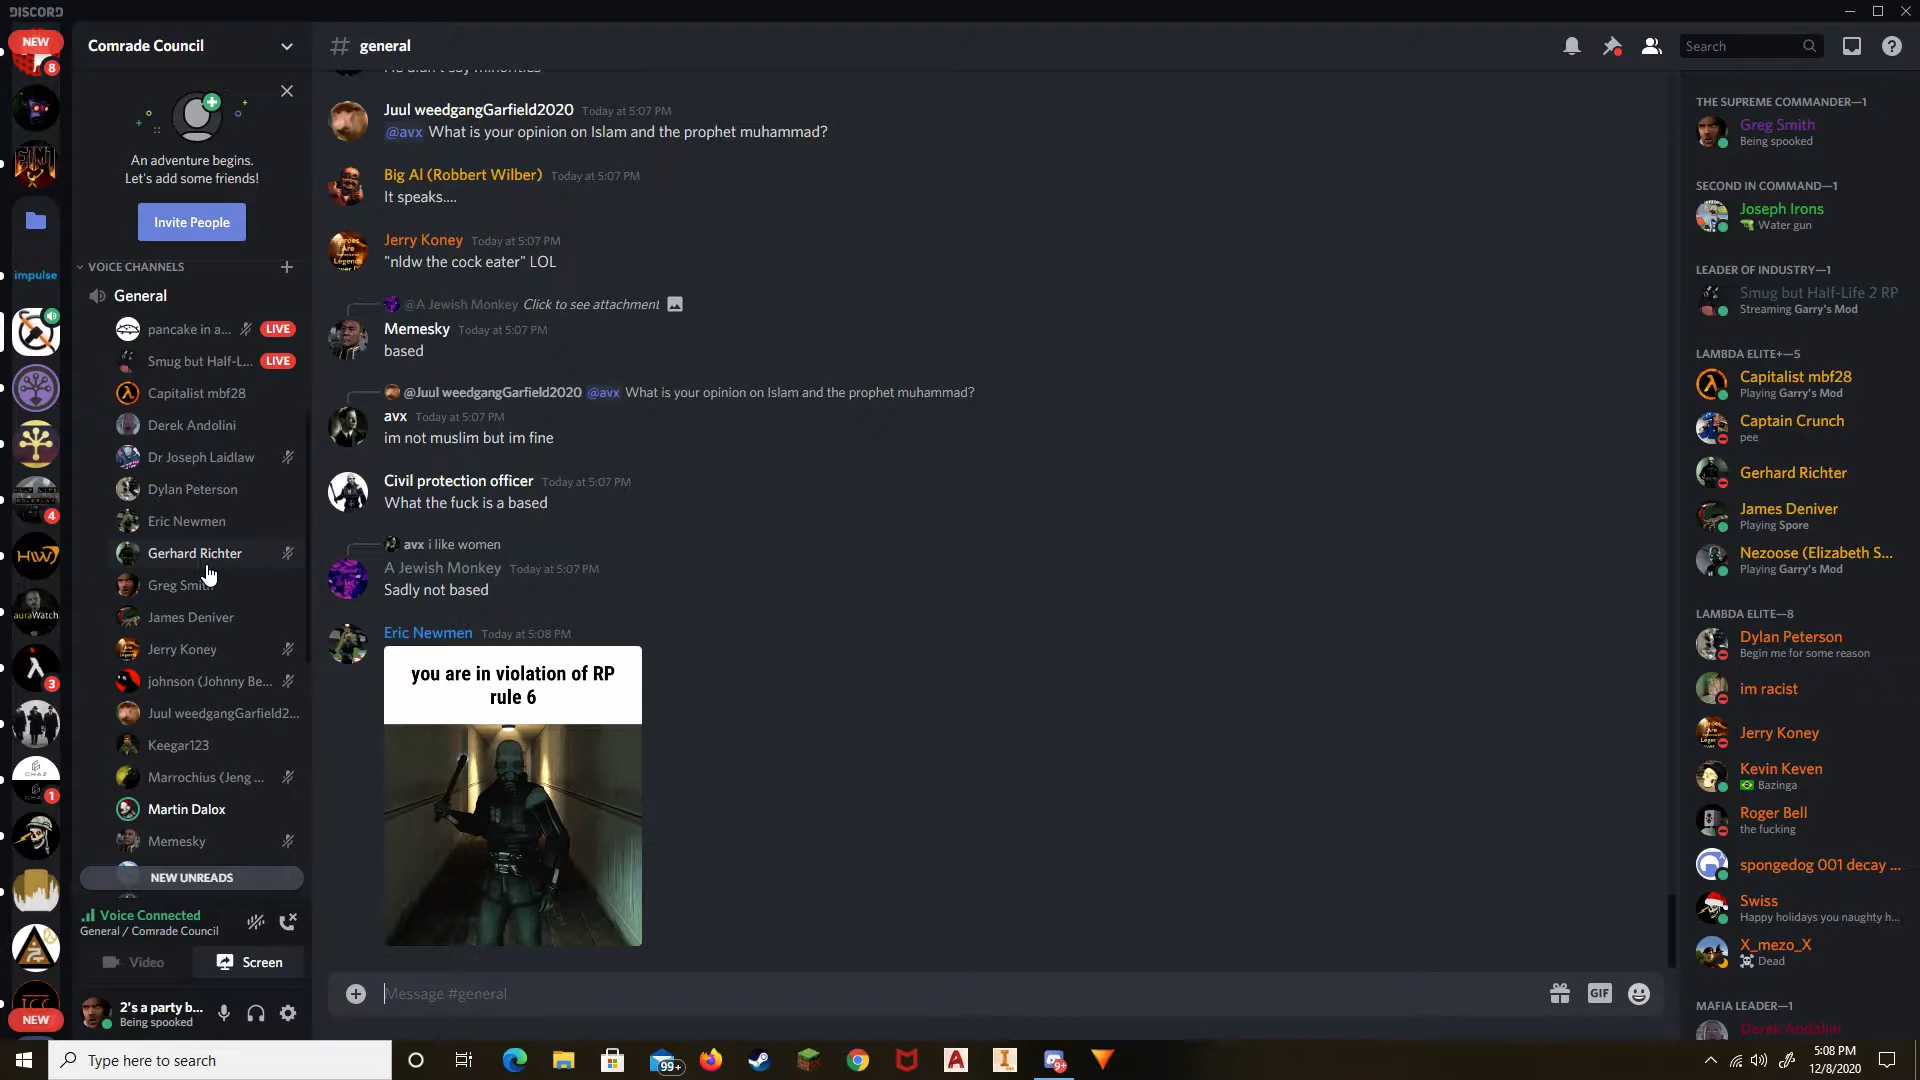 DISCORD
NEW
8
impulse
4
HW
auraWatch
3
CHAZ
1
ICC
NEW
Comrade Council
An adventure begins.
Let's add some friends!
Invite People
VOICE CHANNELS
General
pancake in a... LIVE
Smug but Half-L... LIVE
Capitalist mbf28
Derek Andolini
Dr Joseph Laidlaw
Dylan Peterson
Eric Newmen
Gerhard Richter
Greg Smith
James Deniver
Jerry Koney
johnson (Johnny Be...
Juul weedgangGarfield2...
Keegar123
Marrochius (Jeng ...
Martin Dalox
Memesky
NEW UNREADS
Voice Connected
General / Comrade Council
Video Screen
2's a party b...
Being spooked
# general
Search
He didn't say minorities
Juul weedgangGarfield2020 Today at 5:07 PM
@avx What is your opinion on Islam and the prophet muhammad?
Big Al (Robbert Wilber) Today at 5:07 PM
It speaks....
Jerry Koney Today at 5:07 PM
"nldw the cock eater" LOL
@A Jewish Monkey Click to see attachment
Memesky Today at 5:07 PM
based
@Juul weedgangGarfield2020 @avx What is your opinion on Islam and the prophet muhammad?
avx Today at 5:07 PM
im not muslim but im fine
Civil protection officer Today at 5:07 PM
What the fuck is a based
avx i like women
A Jewish Monkey Today at 5:07 PM
Sadly not based
Eric Newmen Today at 5:08 PM
you are in violation of RP
rule 6
Message #general
GIF
THE SUPREME COMMANDER—1
Greg Smith
Being spooked
SECOND IN COMMAND—1
Joseph Irons
Water gun
LEADER OF INDUSTRY—1
Smug but Half-Life 2 RP
Streaming Garry's Mod
LAMBDA ELITE+—5
Capitalist mbf28
Playing Garry's Mod
Captain Crunch
pee
Gerhard Richter
James Deniver
Playing Spore
Nezoose (Elizabeth S...
Playing Garry's Mod
LAMBDA ELITE—8
Dylan Peterson
Begin me for some reason
im racist
Jerry Koney
Kevin Keven
Bazinga
Roger Bell
the fucking
spongedog 001 decay ...
Swiss
Happy holidays you naughty h...
X_mezo_X
Dead
MAFIA LEADER—1
Derek Andolini
Type here to search
99+
9+
5:08 PM
12/8/2020